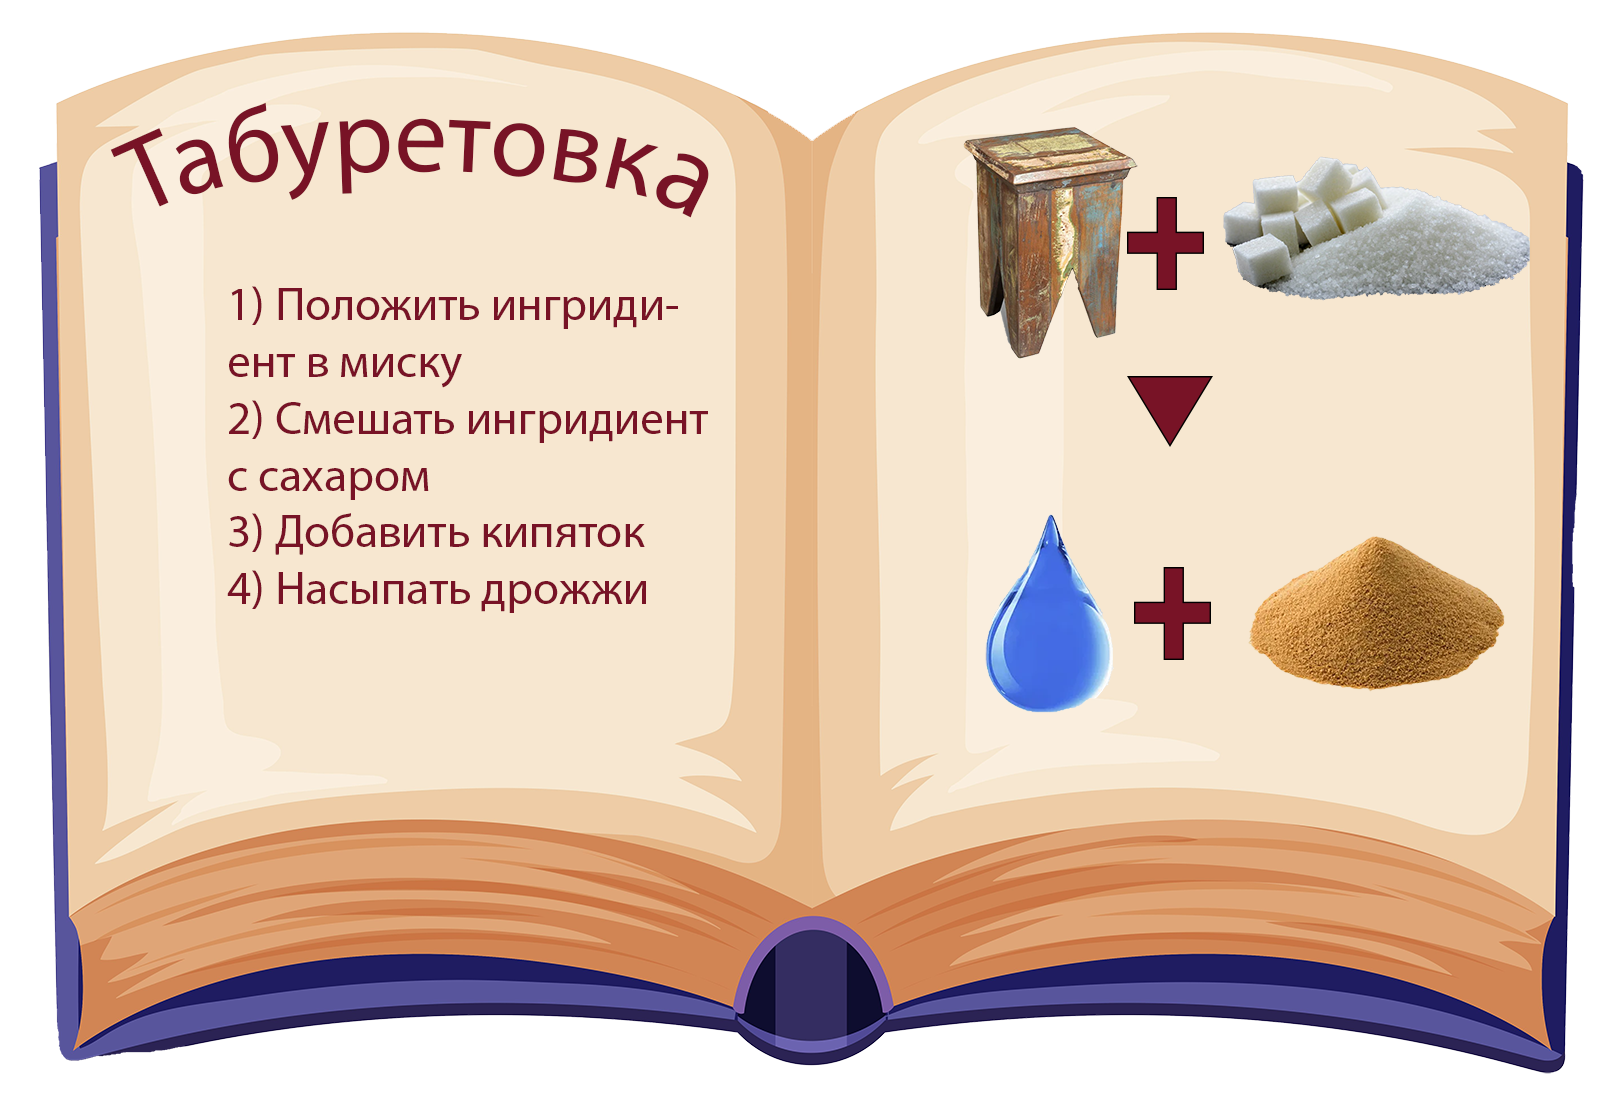 Табуретовка
1) Положить ингриди-
ент в миску
2) Смешать ингридиент
с сахаром
3) Добавить кипяток
4) Насыпать дрожжи